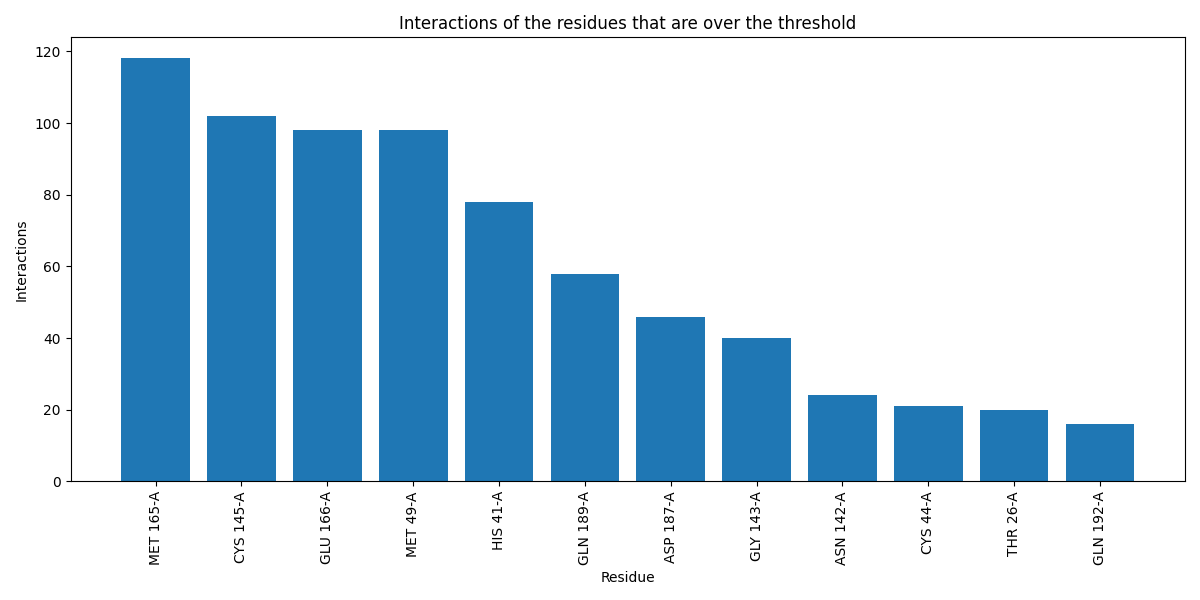 Interactions of the residues that are over the threshold
Interactions
120
100
80
60
40
20
0
MET 165-A
CYS 145-A
GLU 166-A
MET 49-A
HIS 41-A
GLN 189-A
ASP 187-A
GLY 143-A
ASN 142-A
CYS 44-A
THR 26-A
GLN 192-A
Residue